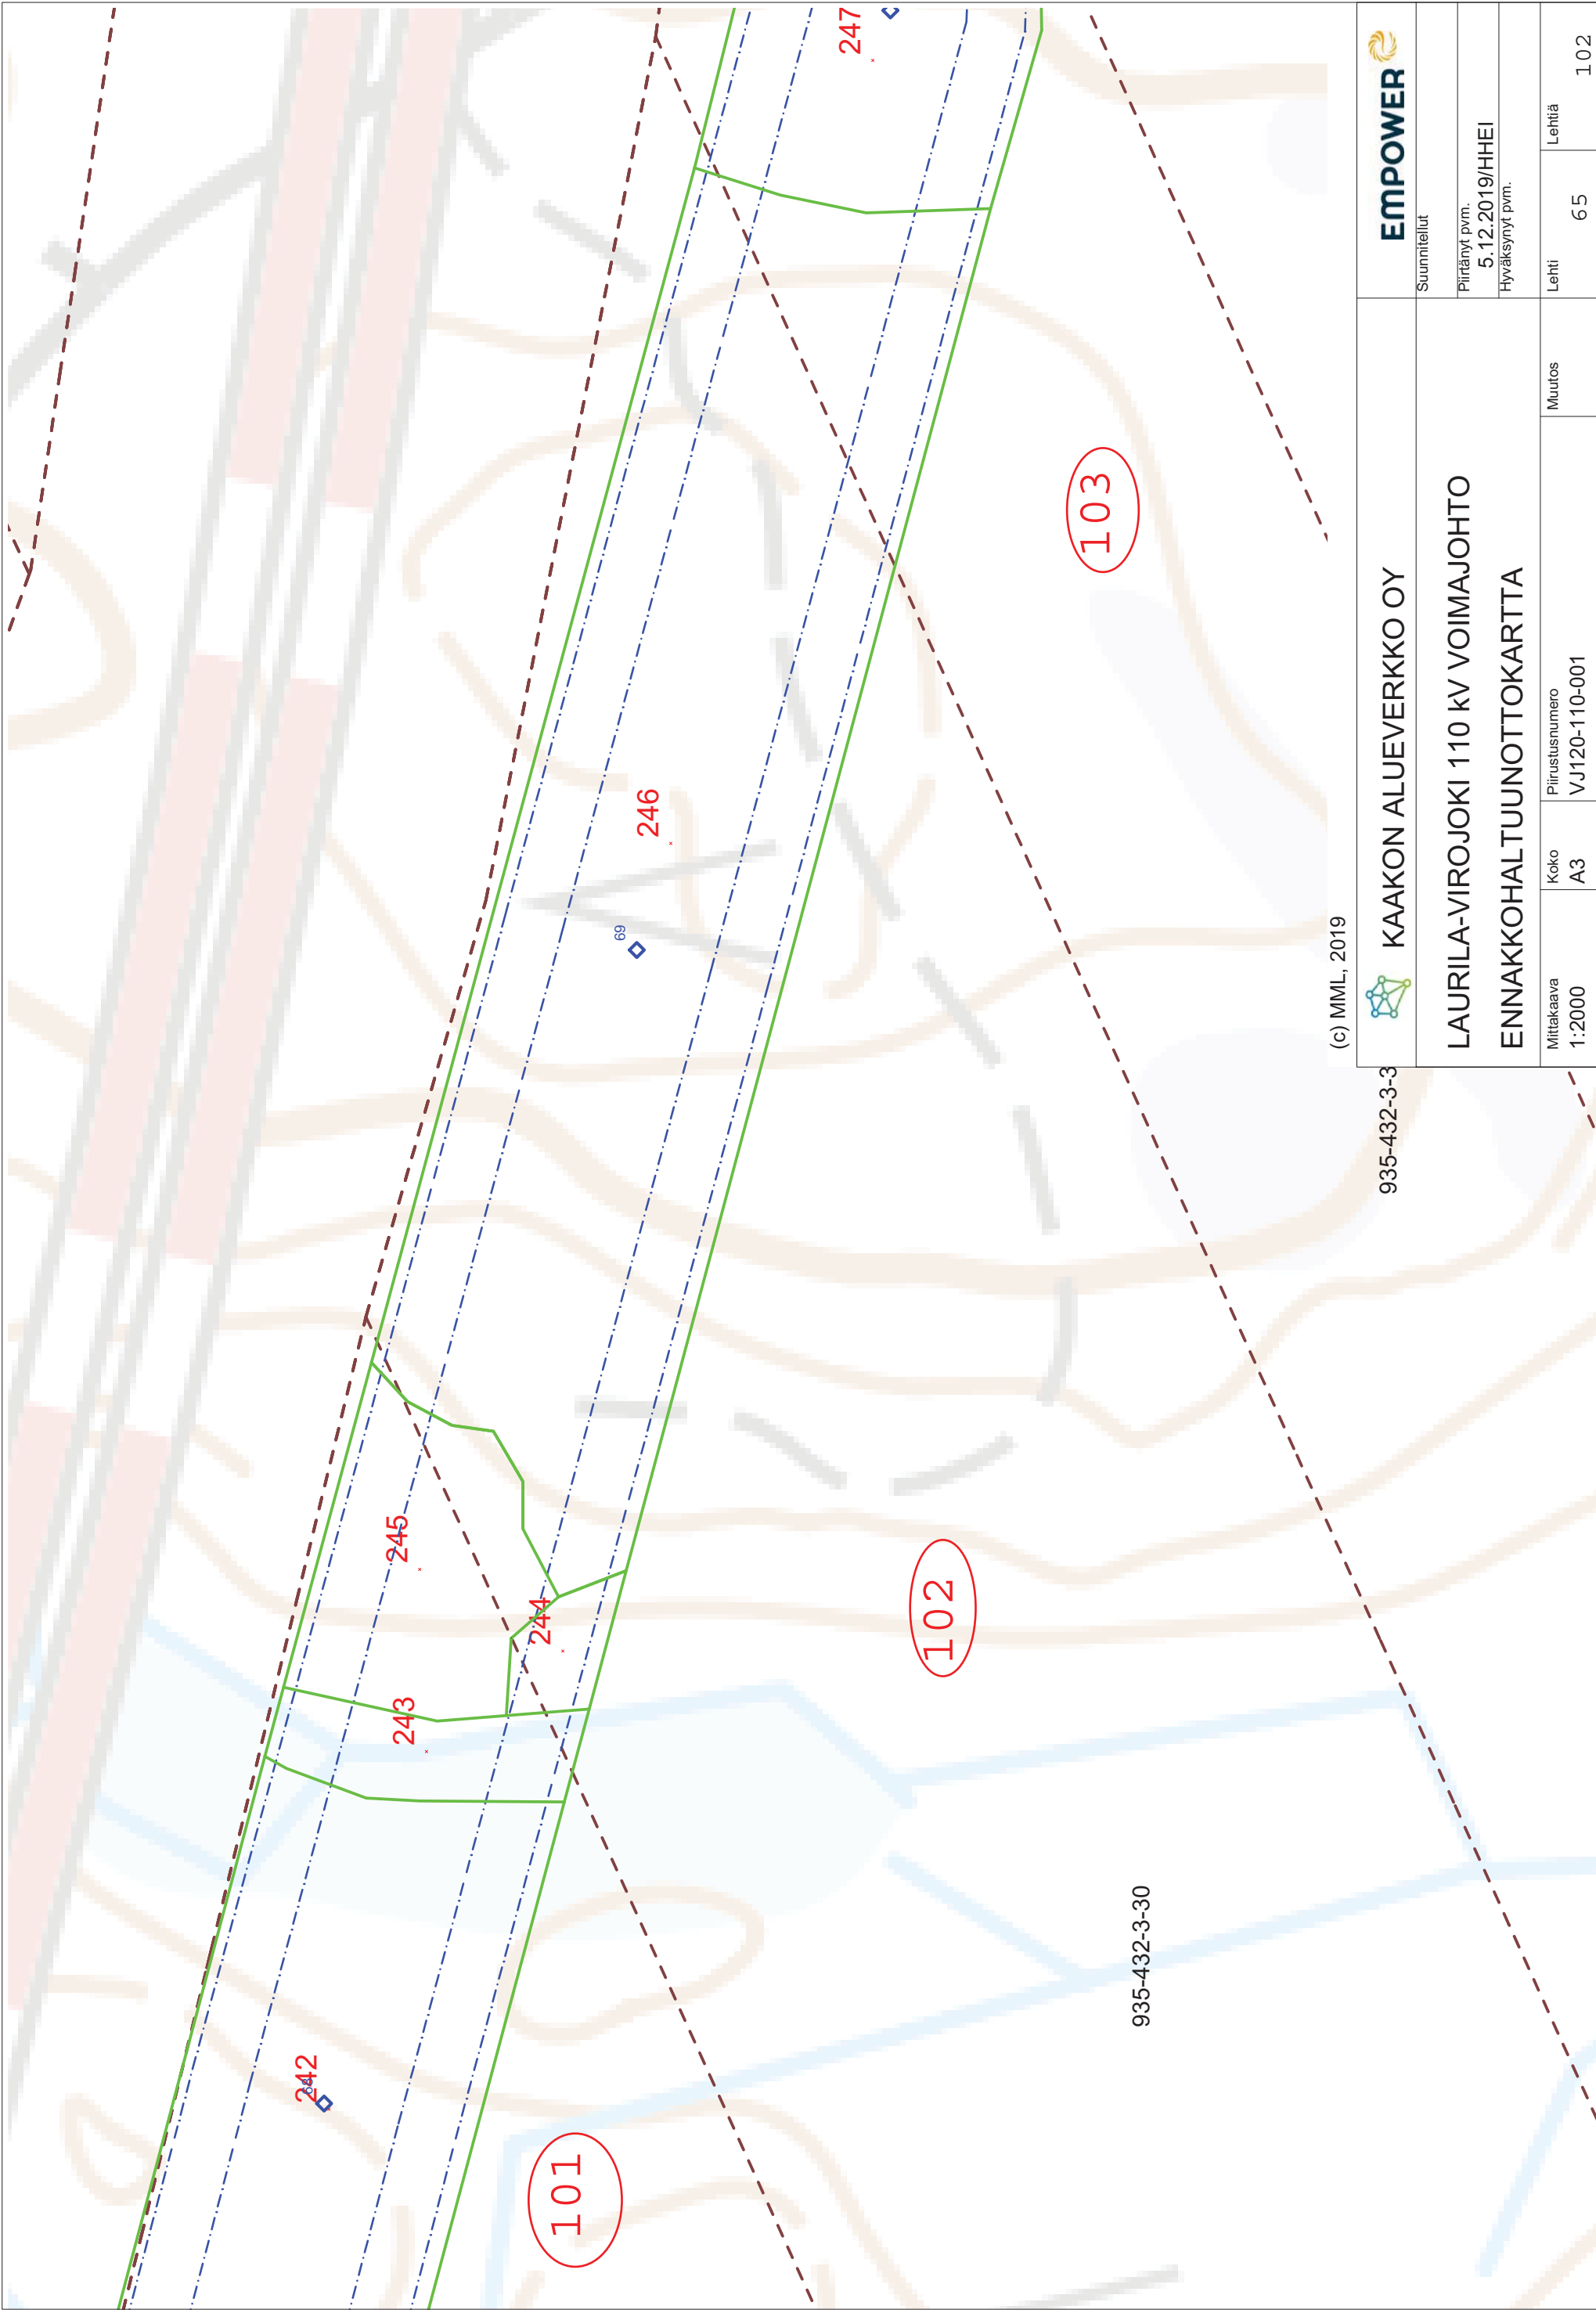 247
246
69
245
244
243
242
68
103
102
101
935-432-3-30
935-432-3-3
(c) MML, 2019
KAAKON ALUEVERKKO OY
EMPOWER
LAURILA-VIROJOKI 110 kV VOIMAJOHTO
ENNAKKOHALTUUNOTTOKARTTA
Suunnitellut
Piirtänyt pvm.
5.12.2019/HHEI
Hyväksynyt pvm.
Mittakaava
1:2000
Koko
A3
Piirustusnumero
VJ120-110-001
Muutos
Lehti
65
Lehtiä
102